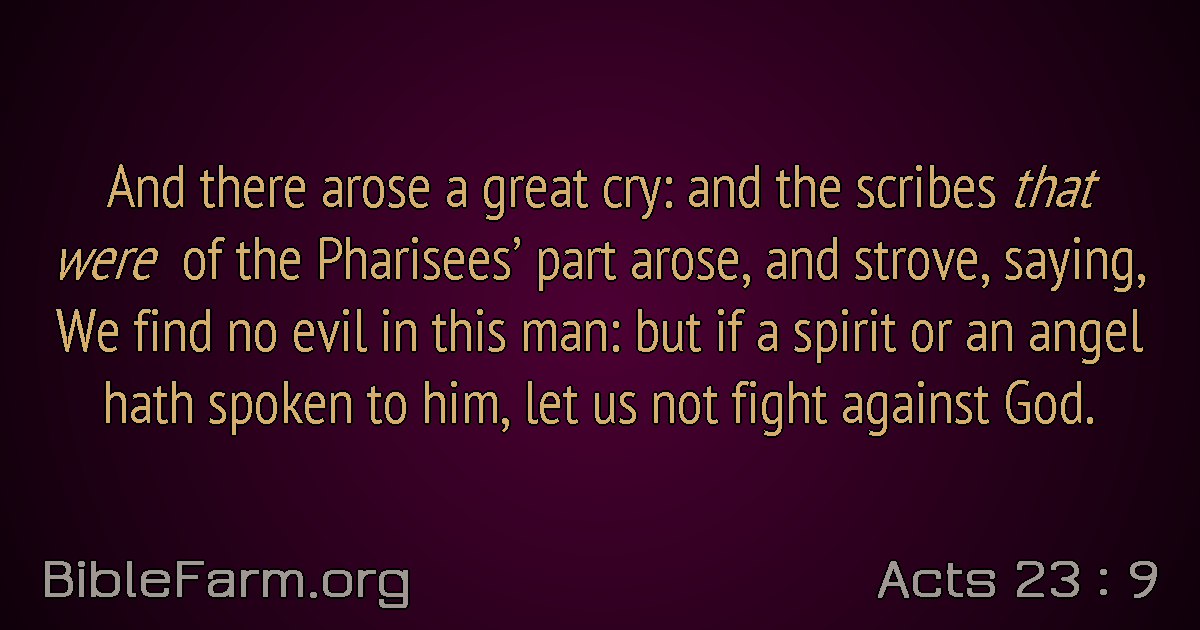 And there arose a great cry: and the scribes that
were of the Pharisees’ part arose, and strove, saying,
We find no evil in this man: but if a spirit or an angel
hath spoken to him, let us not fight against God.
BibleFarm.org
Acts 23 : 9